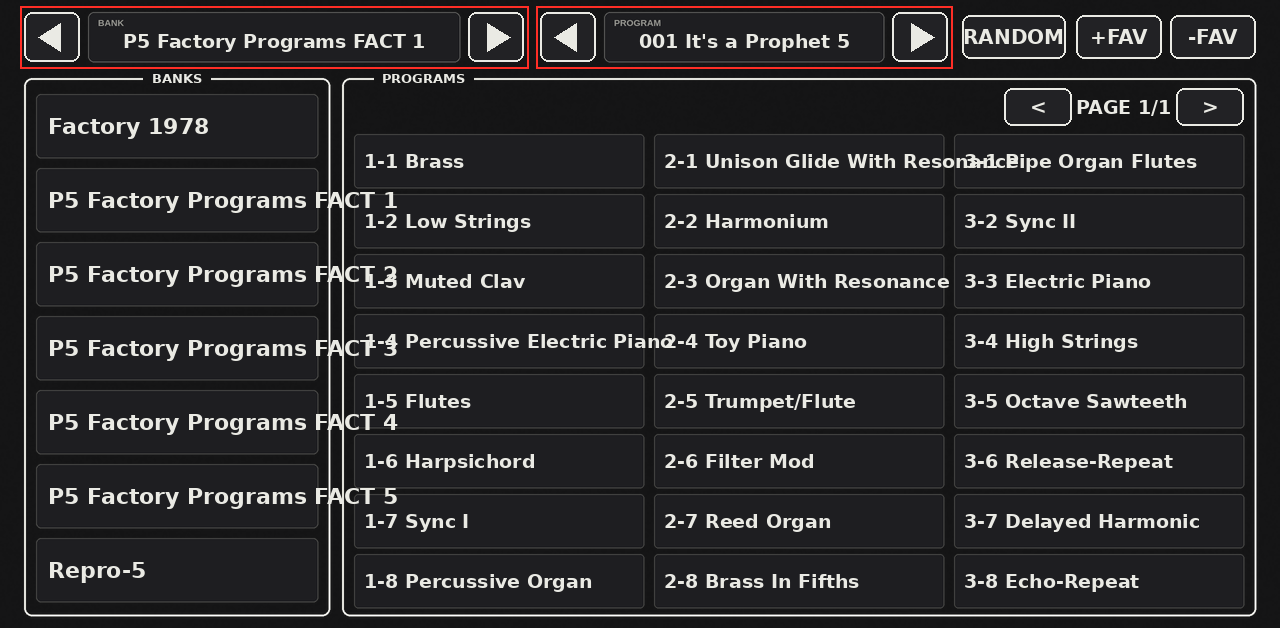 BANK
P5 Factory Programs FACT 1
PROGRAM
001 It's a Prophet 5
RANDOM
+FAV
-FAV
BANKS
Factory 1978
P5 Factory Programs FACT 1
P5 Factory Programs FACT 2
P5 Factory Programs FACT 3
P5 Factory Programs FACT 4
P5 Factory Programs FACT 5
Repro-5
PROGRAMS
< PAGE 1/1 >
1-1 Brass
2-1 Unison Glide With Resonance
3-1 Pipe Organ Flutes
1-2 Low Strings
2-2 Harmonium
3-2 Sync II
1-3 Muted Clav
2-3 Organ With Resonance
3-3 Electric Piano
1-4 Percussive Electric Piano
2-4 Toy Piano
3-4 High Strings
1-5 Flutes
2-5 Trumpet/Flute
3-5 Octave Sawteeth
1-6 Harpsichord
2-6 Filter Mod
3-6 Release-Repeat
1-7 Sync I
2-7 Reed Organ
3-7 Delayed Harmonic
1-8 Percussive Organ
2-8 Brass In Fifths
3-8 Echo-Repeat